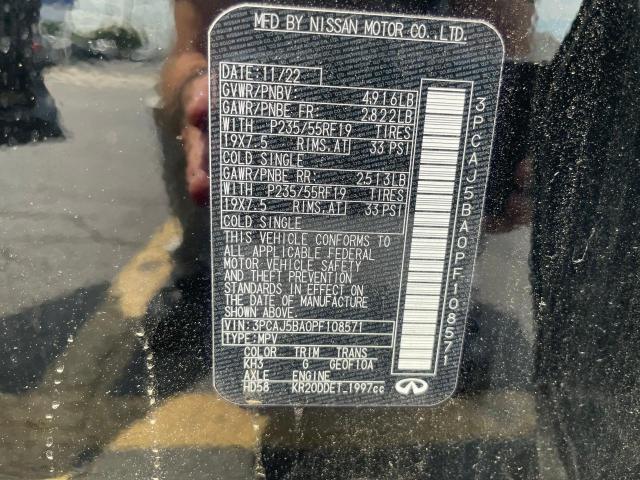 MFD BY NISSAN MOTOR CO., LTD.
DATE: 11/22
GVWR/PNBV: 4916LB
GAWR/PNBE FR: 2822LB
WITH P235/55RF19 TIRES
19X7.5 RIMS.AT 33 PSI
COLD SINGLE
GAWR/PNBE RR: 2513LB
WITH P235/55RF19 TIRES
19X7.5 RIMS.AT 33 PSI
COLD SINGLE
THIS VEHICLE CONFORMS TO
ALL APPLICABLE FEDERAL
MOTOR VEHICLE SAFETY
AND THEFT PREVENTION
STANDARDS IN EFFECT ON
THE DATE OF MANUFACTURE
SHOWN ABOVE.
VIN: 3PCAJ5BA0PF108571
TYPE: MPV
COLOR TRIM TRANS
KH3 G GE0F10A
AXLE ENGINE
HD58 KR20DDET 1997cc
3PCAJ5BA0PF108571